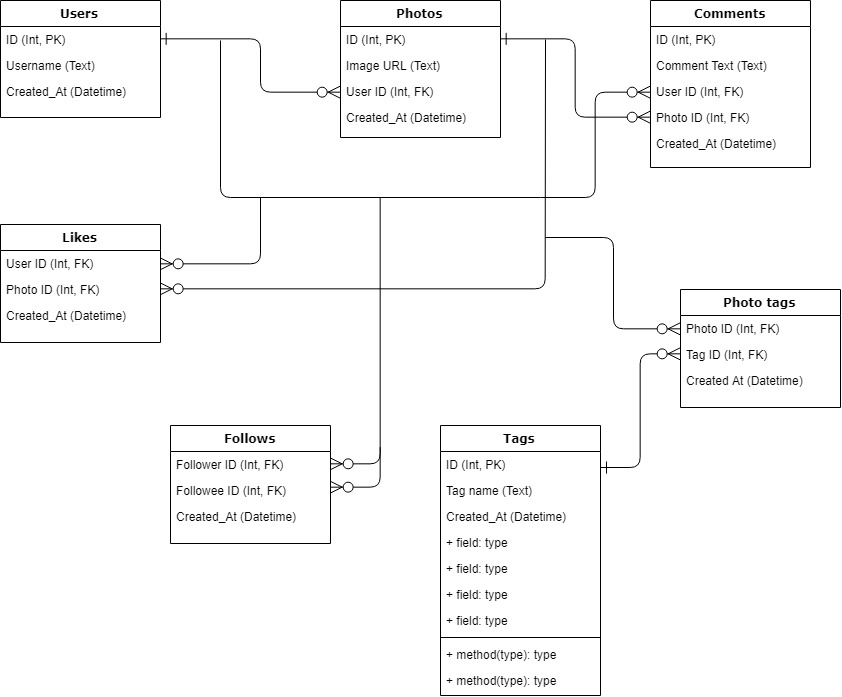 Users
ID (Int, PK)
Username (Text)
Created_At (Datetime)
Photos
ID (Int, PK)
Image URL (Text)
User ID (Int, FK)
Created_At (Datetime)
Comments
ID (Int, PK)
Comment Text (Text)
User ID (Int, FK)
Photo ID (Int, FK)
Created_At (Datetime)
Likes
User ID (Int, FK)
Photo ID (Int, FK)
Created_At (Datetime)
Photo tags
Photo ID (Int, FK)
Tag ID (Int, FK)
Created At (Datetime)
Follows
Follower ID (Int, FK)
Followee ID (Int, FK)
Created_At (Datetime)
Tags
ID (Int, PK)
Tag name (Text)
Created_At (Datetime)
+ field: type
+ field: type
+ field: type
+ field: type
+ method(type): type
+ method(type): type